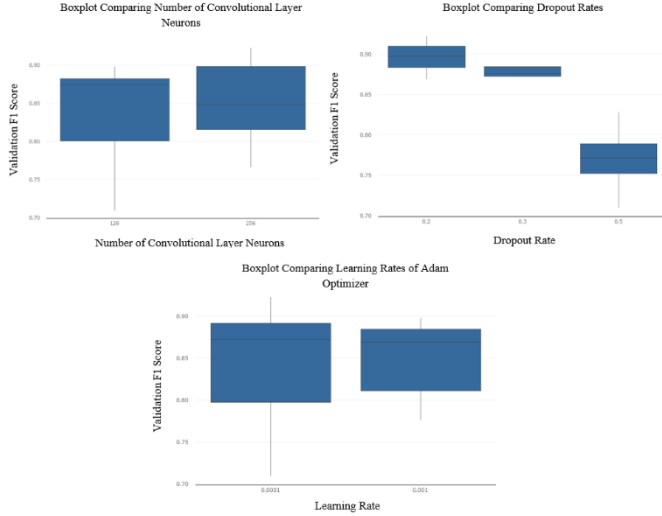 Boxplot Comparing Number of Convolutional Layer
Neurons
Validation F1 Score
0.90
0.85
0.80
0.75
0.70
128
256
Number of Convolutional Layer Neurons
Boxplot Comparing Dropout Rates
Validation F1 Score
0.90
0.85
0.80
0.75
0.70
0.2
0.3
0.5
Dropout Rate
Boxplot Comparing Learning Rates of Adam
Optimizer
Validation F1 Score
0.90
0.85
0.80
0.75
0.70
0.0001
0.001
Learning Rate